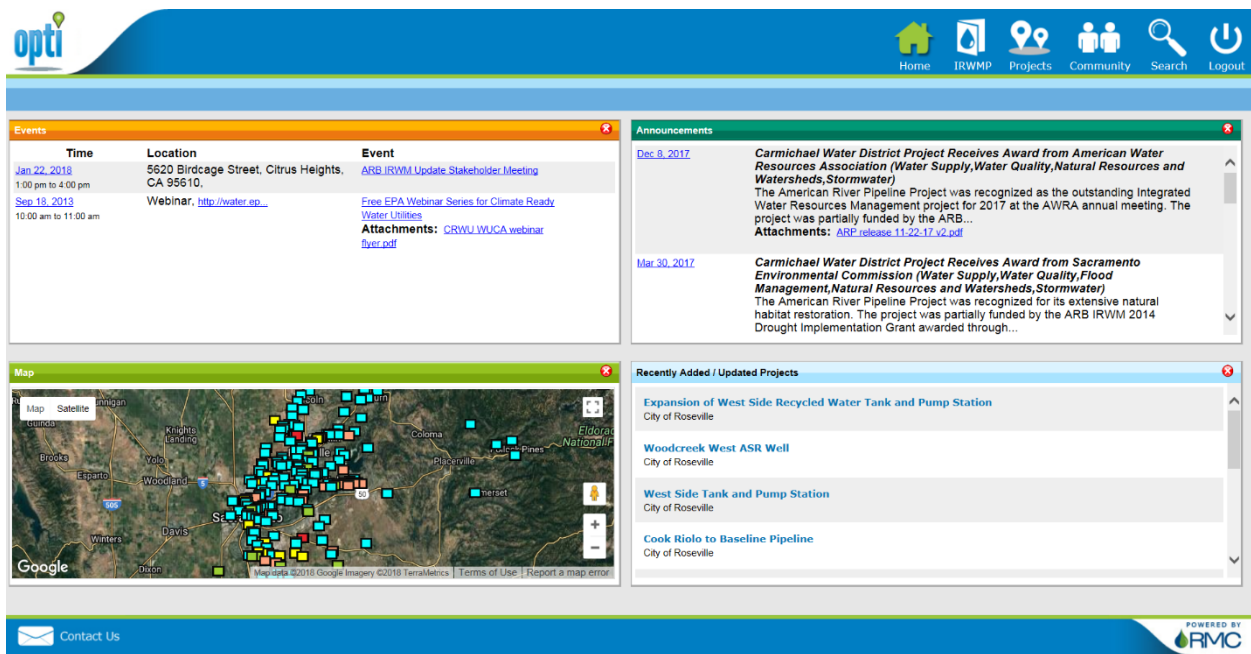 opti
Home
IRWMP
Projects
Community
Search
Logout
Events
Time
Location
Event
Jan 22, 2018
1:00 pm to 4:00 pm
5620 Birdcage Street, Citrus Heights,
CA 95610,
ARB IRWM Update Stakeholder Meeting
Sep 18, 2013
10:00 am to 11:00 am
Webinar, http://water.ep...
Free EPA Webinar Series for Climate Ready
Water Utilities
Attachments: CRWU WUCA webinar
flyer.pdf
Announcements
Dec 8, 2017
Carmichael Water District Project Receives Award from American Water
Resources Association (Water Supply,Water Quality,Natural Resources and
Watersheds,Stormwater)
The American River Pipeline Project was recognized as the outstanding Integrated
Water Resources Management project for 2017 at the AWRA annual meeting. The
project was partially funded by the ARB...
Attachments: ARP release 11-22-17 v2.pdf
Mar 30, 2017
Carmichael Water District Project Receives Award from Sacramento
Environmental Commission (Water Supply,Water Quality,Flood
Management,Natural Resources and Watersheds,Stormwater)
The American River Pipeline Project was recognized for its extensive natural
habitat restoration. The project was partially funded by the ARB IRWM 2014
Drought Implementation Grant awarded through...
Map
Map Satellite
Guinda
Knights
Landing
Coloma
Brooks
Yolo
Placerville
Esparto
Woodland
5
50
505
Davis
Winters
Dixon
Google
Map data ©2018 Google Imagery ©2018 TerraMetrics
Terms of Use
Report a map error
Recently Added / Updated Projects
Expansion of West Side Recycled Water Tank and Pump Station
City of Roseville
Woodcreek West ASR Well
City of Roseville
West Side Tank and Pump Station
City of Roseville
Cook Riolo to Baseline Pipeline
City of Roseville
Contact Us
POWERED BY
RMC